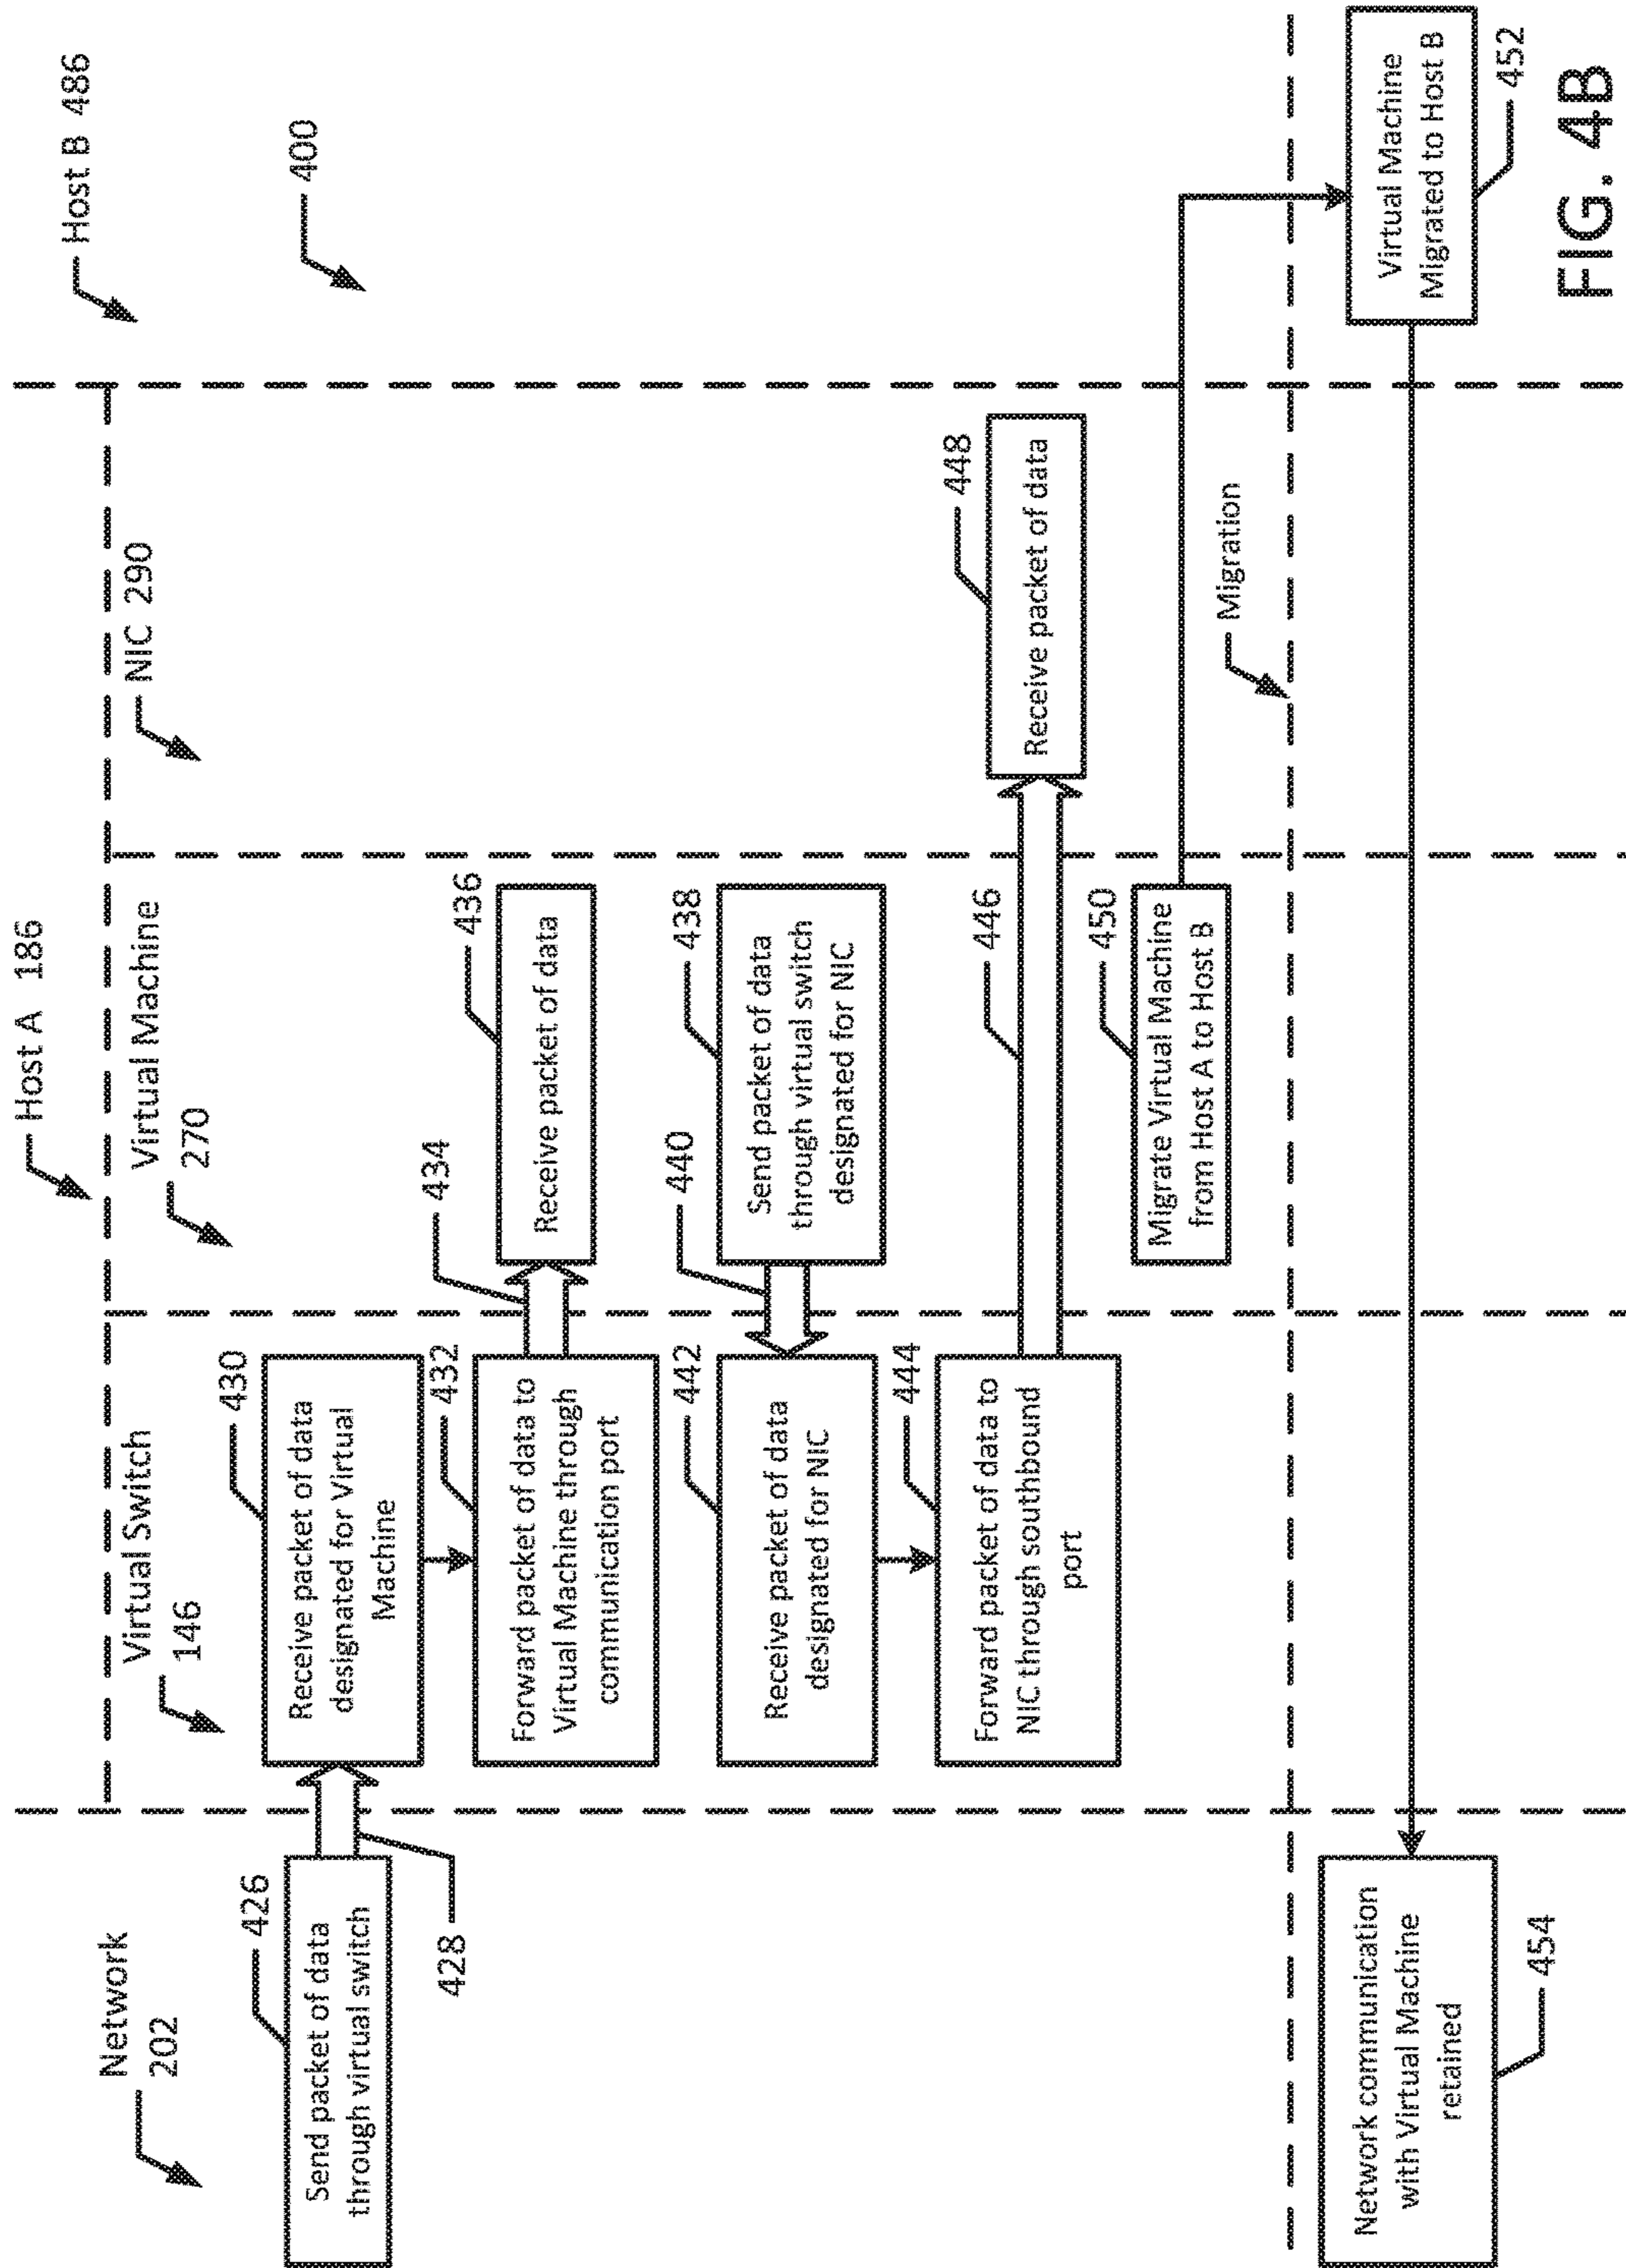 Host A 186
Host B 486
Network
202
Virtual Switch
146
Virtual Machine
270
NIC 290
400
426
Send packet of data
through virtual switch
428
430
Receive packet of data
designated for Virtual
Machine
432
Forward packet of data to
Virtual Machine through
communication port
434
436
Receive packet of data
438
Send packet of data
through virtual switch
designated for NIC
440
442
Receive packet of data
designated for NIC
444
Forward packet of data to
NIC through southbound
port
446
448
Receive packet of data
450
Migrate Virtual Machine
from Host A to Host B
Migration
Virtual Machine
Migrated to Host B
452
Network communication
with Virtual Machine
retained
454
FIG. 4B